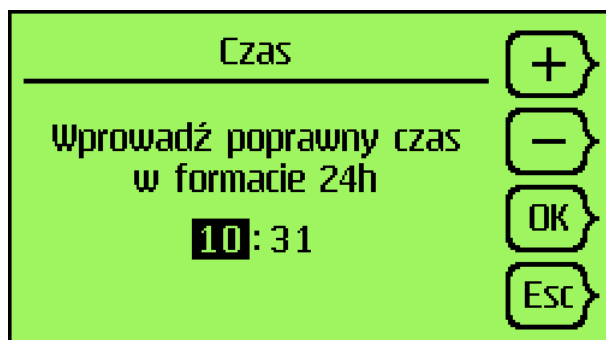 Czas
Wprowadź poprawny czas
w formacie 24h
10:31
+
−
OK
Esc